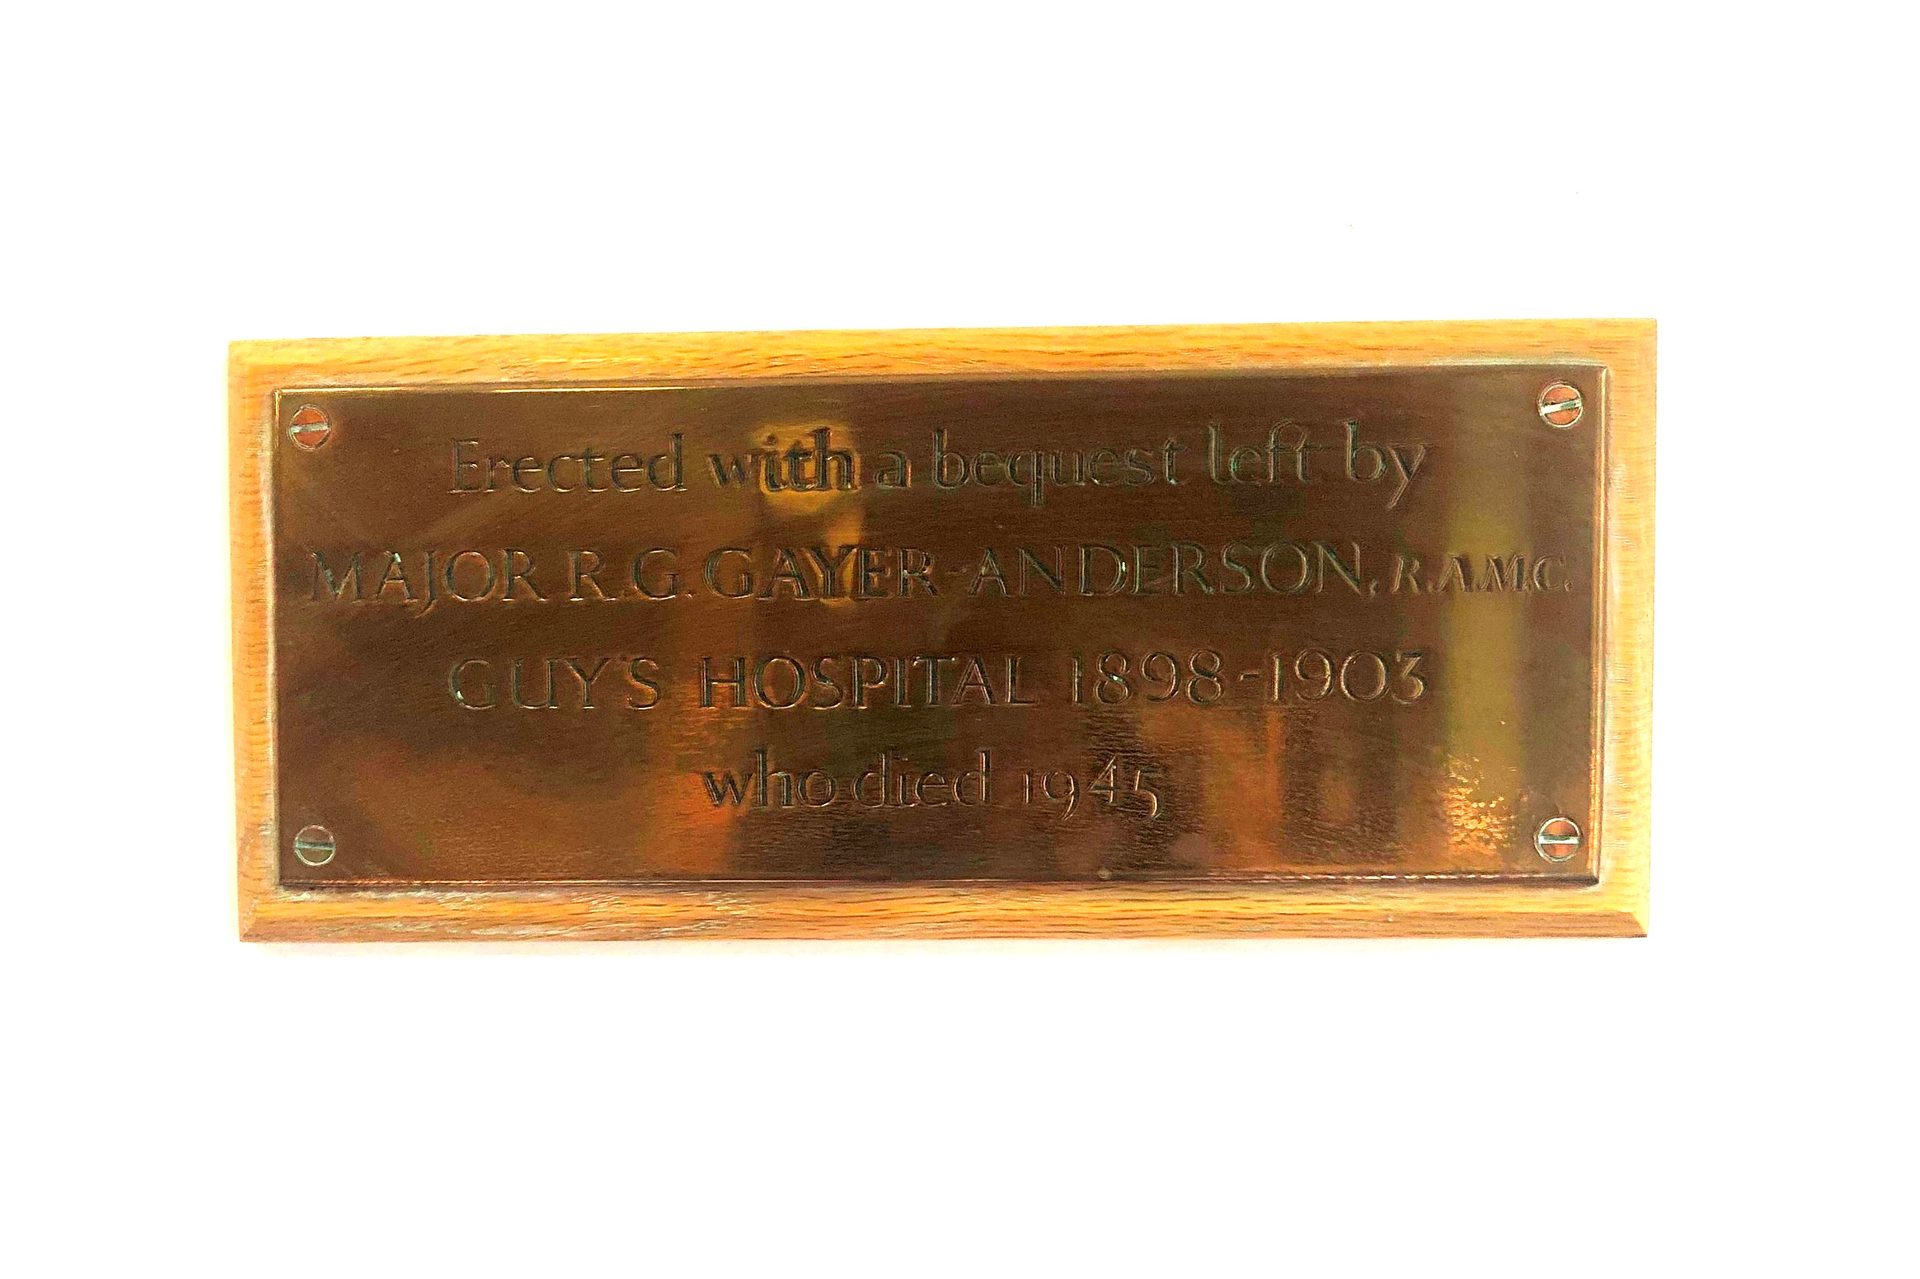 Erected with a bequest left by
MAJOR R.G. GAYER-ANDERSON, R.A.M.C.
GUY'S HOSPITAL 1898-1903
who died 1945